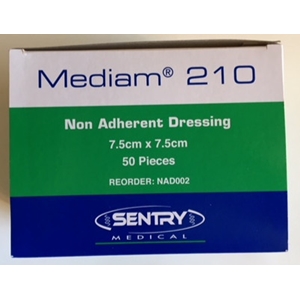 Mediam® 210
Non Adherent Dressing
7.5cm x 7.5cm
50 Pieces
REORDER: NAD002
SENTRY
MEDICAL